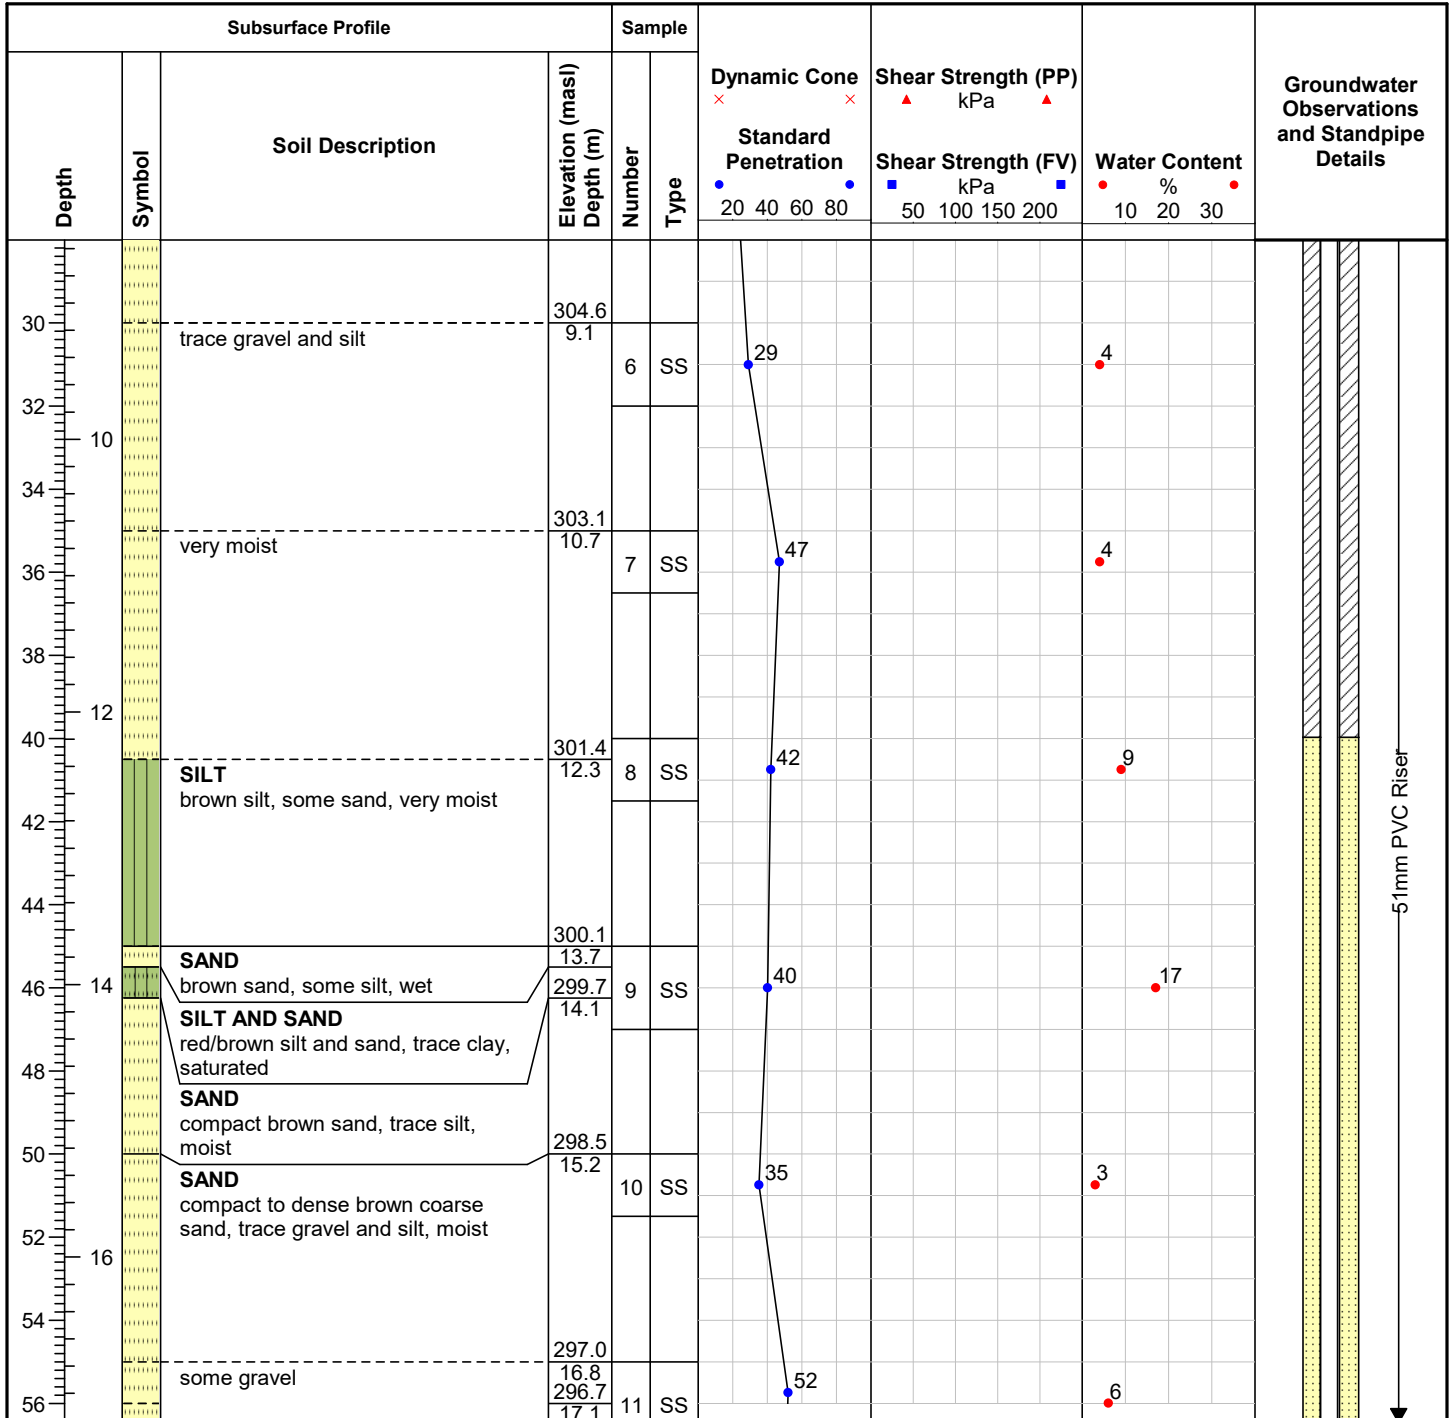 Subsurface Profile
Sample
Depth
Symbol
Soil Description
Elevation (masl)
Depth (m)
Number
Type
Dynamic Cone
Standard
Penetration
20 40 60 80
Shear Strength (PP)
kPa
Shear Strength (FV)
kPa
50 100 150 200
Water Content
%
10 20 30
Groundwater
Observations
and Standpipe
Details
304.6
30
trace gravel and silt
9.1
29
4
6 SS
32
10
34
303.1
very moist
10.7
47
4
7 SS
36
38
12
40
301.4
SILT
12.3
42
9
8 SS
brown silt, some sand, very moist
42
51mm PVC Riser
44
300.1
SAND
13.7
brown sand, some silt, wet
40
17
46
14
299.7
9 SS
14.1
SILT AND SAND
red/brown silt and sand, trace clay,
saturated
48
SAND
compact brown sand, trace silt,
moist
298.5
50
15.2
SAND
35
3
10 SS
compact to dense brown coarse
sand, trace gravel and silt, moist
52
16
54
297.0
16.8
some gravel
52
296.7
6
56
11 SS
17.1